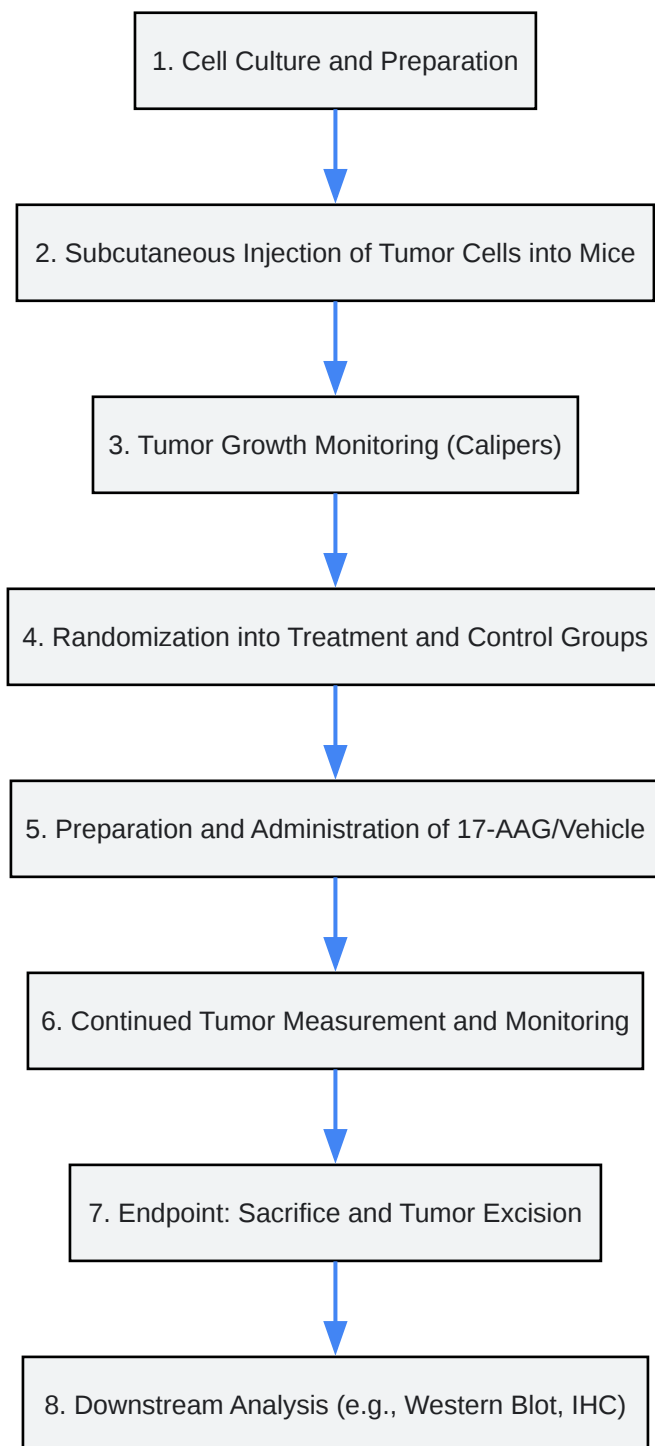 1. Cell Culture and Preparation
2. Subcutaneous Injection of Tumor Cells into Mice
3. Tumor Growth Monitoring (Calipers)
4. Randomization into Treatment and Control Groups
5. Preparation and Administration of 17-AAG/Vehicle
6. Continued Tumor Measurement and Monitoring
7. Endpoint: Sacrifice and Tumor Excision
8. Downstream Analysis (e.g., Western Blot, IHC)